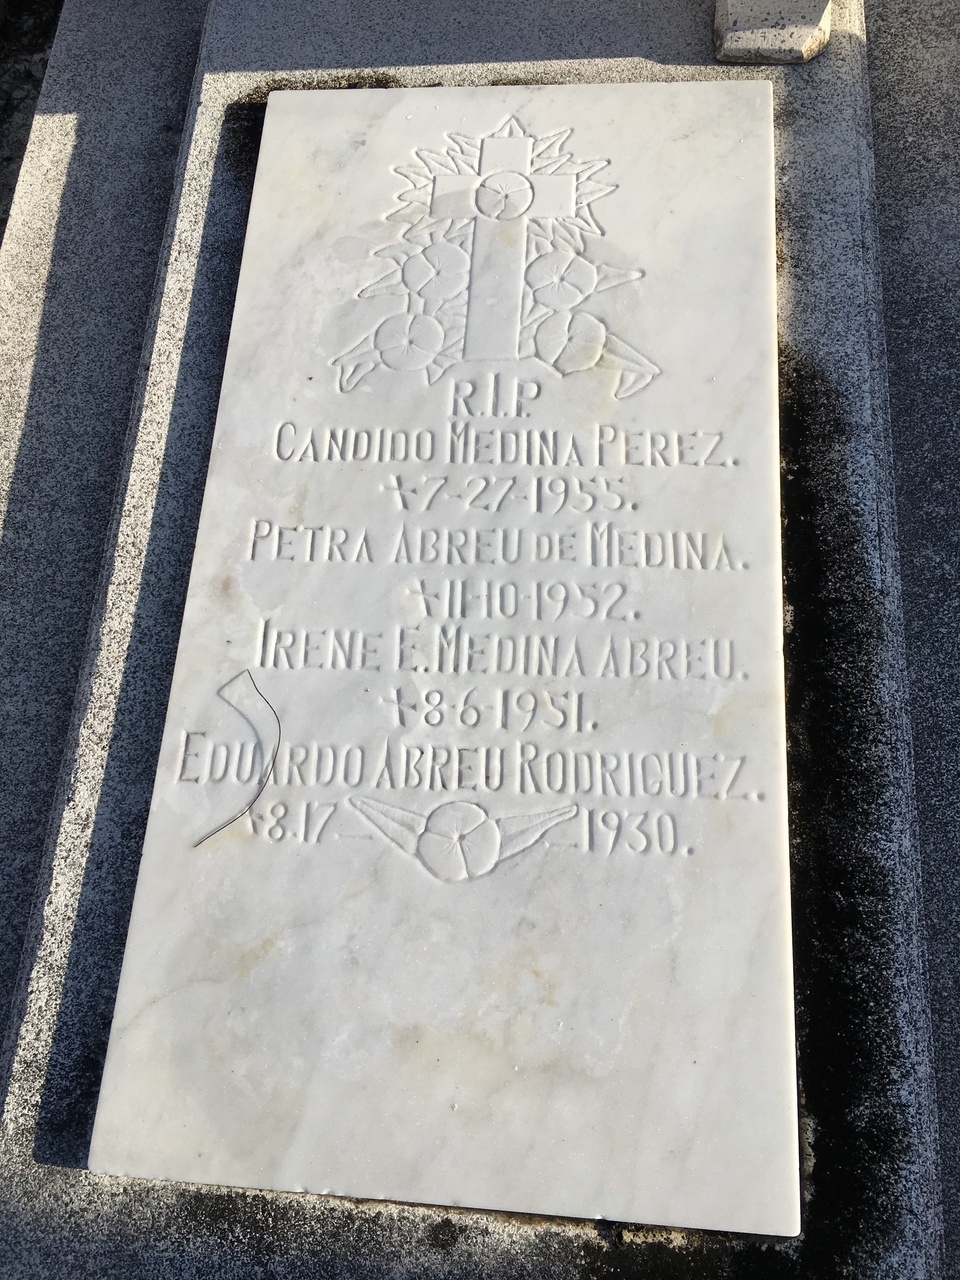 R.I.P.
CANDIDO MEDINA PEREZ.
+7-27-1955.
PETRA ABREU DE MEDINA.
+11-10-1952.
IRENE E. MEDINA ABREU.
+8-6-1951.
EDUARDO ABREU RODRIGUEZ.
+8.17 1930.